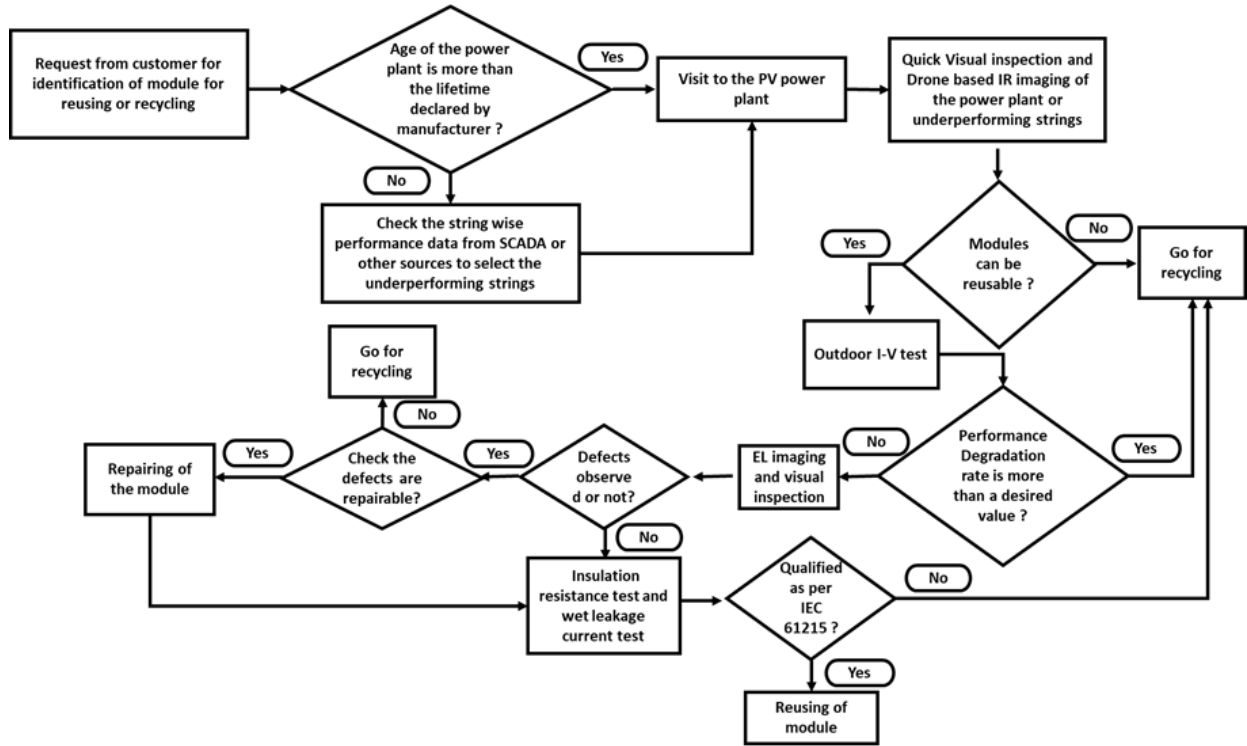 Request from customer for
identification of module for
reusing or recycling
Age of the power
plant is more than
the lifetime
declared by
manufacturer ?
Yes
Visit to the PV power
plant
Quick Visual inspection and
Drone based IR imaging of
the power plant or
underperforming strings
No
Check the string wise
performance data from SCADA or
other sources to select the
underperforming strings
Yes
Modules
can be
reusable ?
No
Go for
recycling
Outdoor I-V test
Go for
recycling
No
Performance
Degradation
rate is more
than a desired
value ?
Yes
No
EL imaging
and visual
inspection
Defects
observe
d or not?
Yes
Check the
defects are
repairable?
Yes
Repairing of
the module
No
Insulation
resistance test and
wet leakage
current test
Qualified
as per
IEC
61215 ?
No
Yes
Reusing of
module